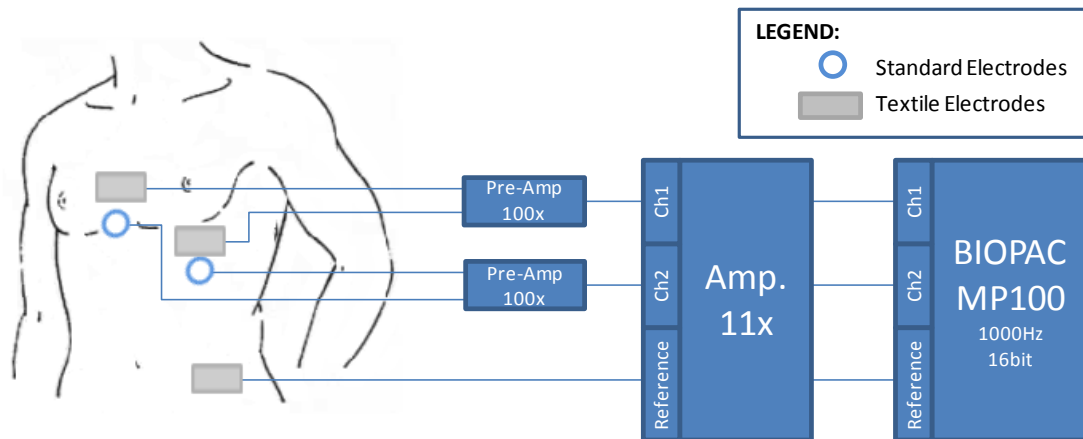 LEGEND:
Standard Electrodes
Textile Electrodes
Pre-Amp
100x
Pre-Amp
100x
Ch1
Ch2
Reference
Amp.
11x
Ch1
Ch2
Reference
BIOPAC
MP100
1000Hz
16bit